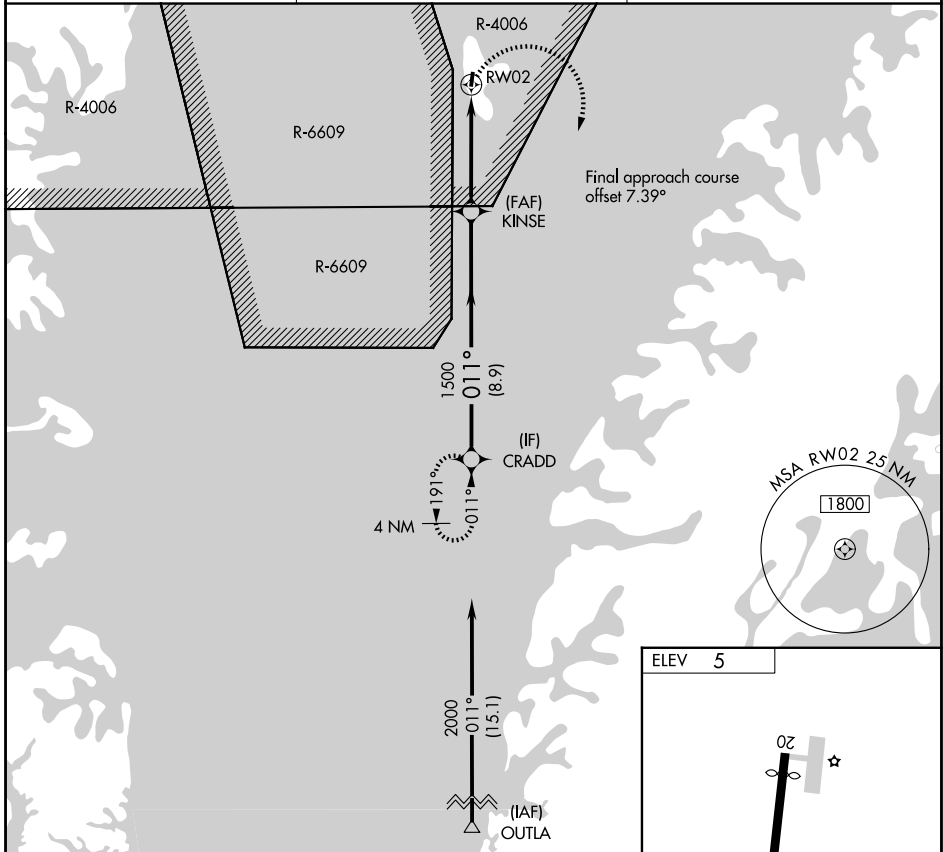 R-4006
R-4006
RW02
R-6609
Final approach course
offset 7.39°
(FAF)
KINSE
R-6609
1500
011°
(8.9)
(IF)
CRADD
191°
011°
4 NM
MSA RW02 25 NM
1800
2000
011°
(15.1)
(IAF)
OUTLA
ELEV 5
20